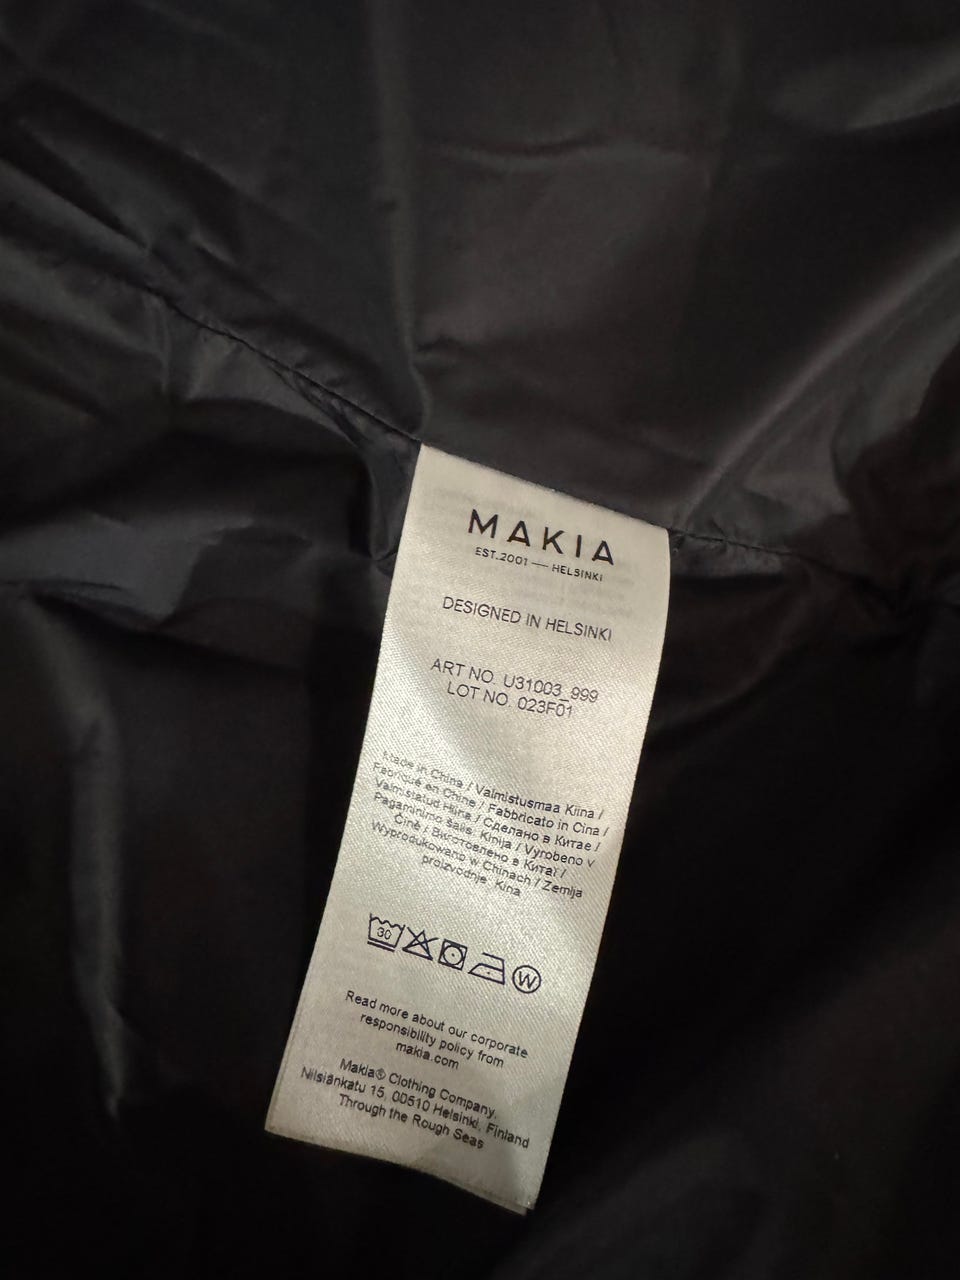 MAKIA
EST.2001 — HELSINKI
DESIGNED IN HELSINKI
ART NO. U31003_999
LOT NO. 023F01
Made in China / Valmistusmaa Kiina /
Fabriqué en Chine / Fabbricato in Cina /
Valmistatud Hiina / Сделано в Китае /
Pagaminimo šalis: Kinija / Vyrobeno v
Číně / Виготовлено в Китаї /
Wyprodukowano w Chinach / Zemlja
proizvodnje: Kina
30
W
Read more about our corporate
responsibility policy from
makia.com
Makia® Clothing Company,
Nilsiänkatu 15, 00510 Helsinki, Finland
Through the Rough Seas